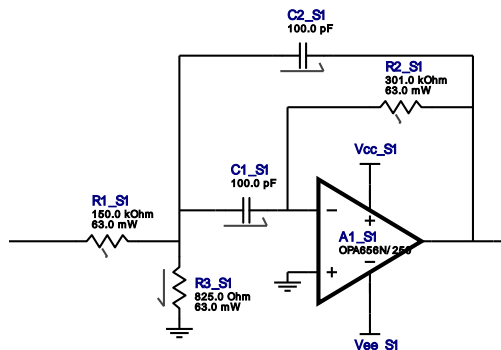 C2_S1
100.0 pF
R2_S1
301.0 kOhm
63.0 mW
Vcc_S1
C1_S1
100.0 pF
R1_S1
150.0 kOhm
63.0 mW
A1_S1
OPA656N/250
R3_S1
825.0 Ohm
63.0 mW
Vee_S1